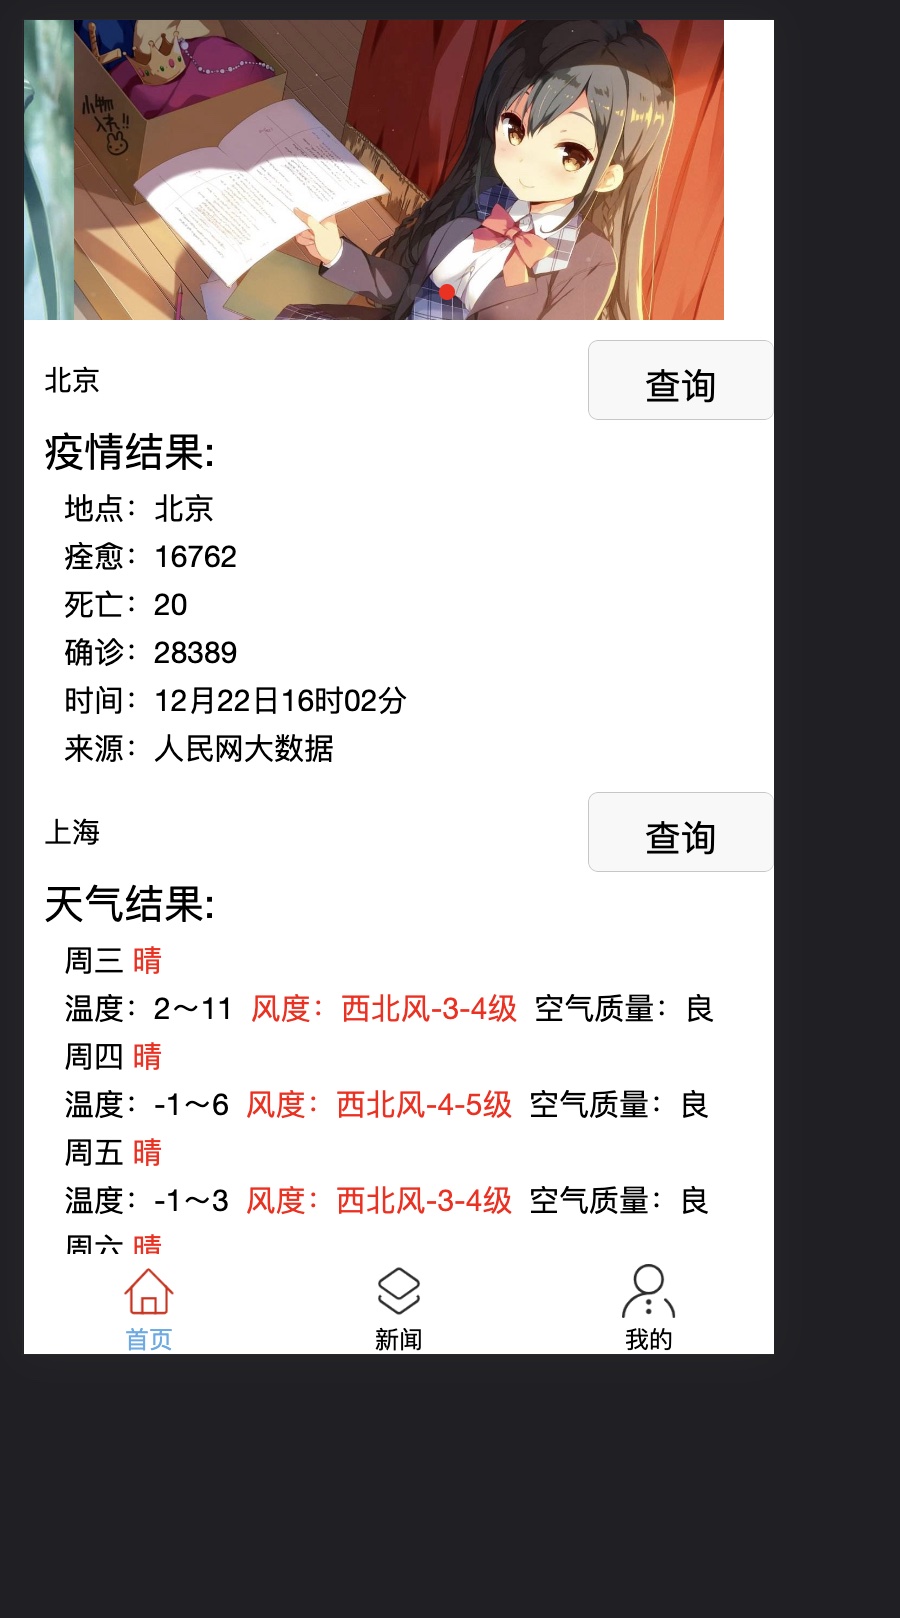 小物
入れ!!
北京
查询
疫情结果:
地点：北京
痊愈：16762
死亡：20
确诊：28389
时间：12月22日16时02分
来源：人民网大数据
上海
查询
天气结果:
周三 晴
温度：2～11 风度：西北风-3-4级 空气质量：良
周四 晴
温度：-1～6 风度：西北风-4-5级 空气质量：良
周五 晴
温度：-1～3 风度：西北风-3-4级 空气质量：良
周六 晴
首页 新闻 我的